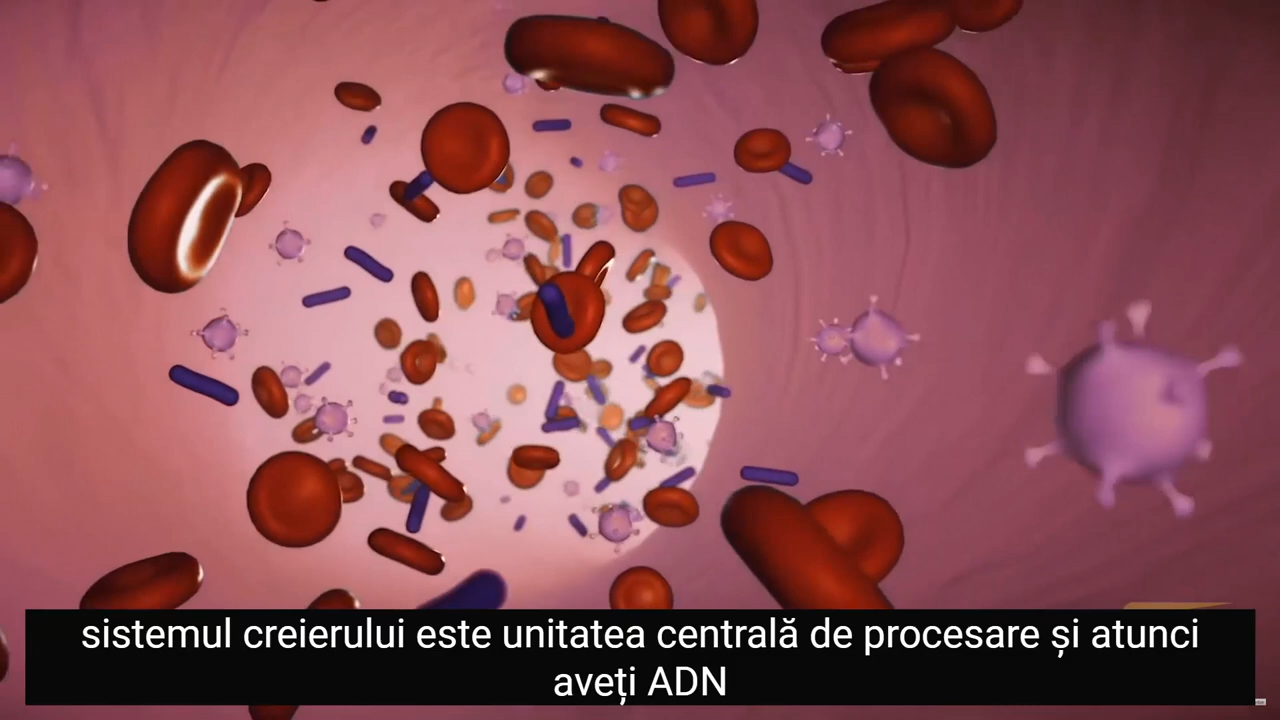 sistemul creierului este unitatea centrală de procesare și atunci
aveți ADN